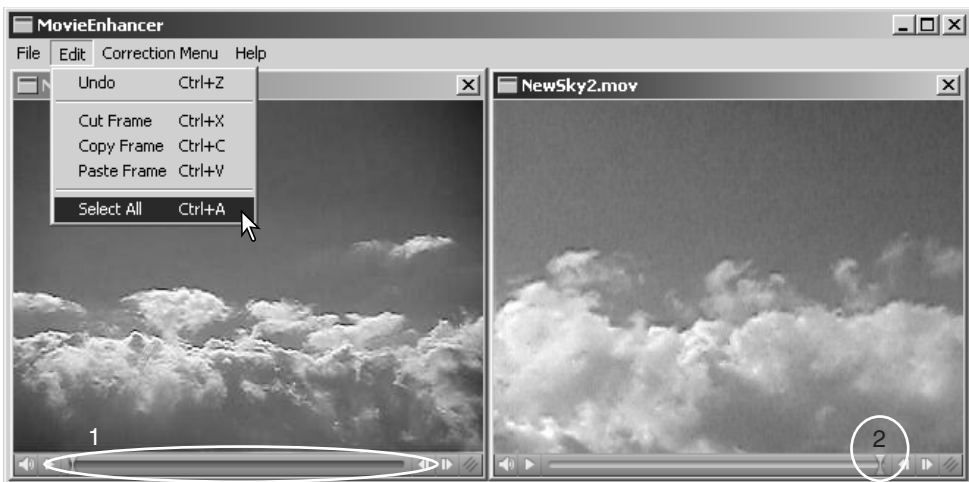 MovieEnhancer
File Edit Correction Menu Help
N
NewSky2.mov
Undo Ctrl+Z
Cut Frame Ctrl+X
Copy Frame Ctrl+C
Paste Frame Ctrl+V
Select All Ctrl+A
1
2